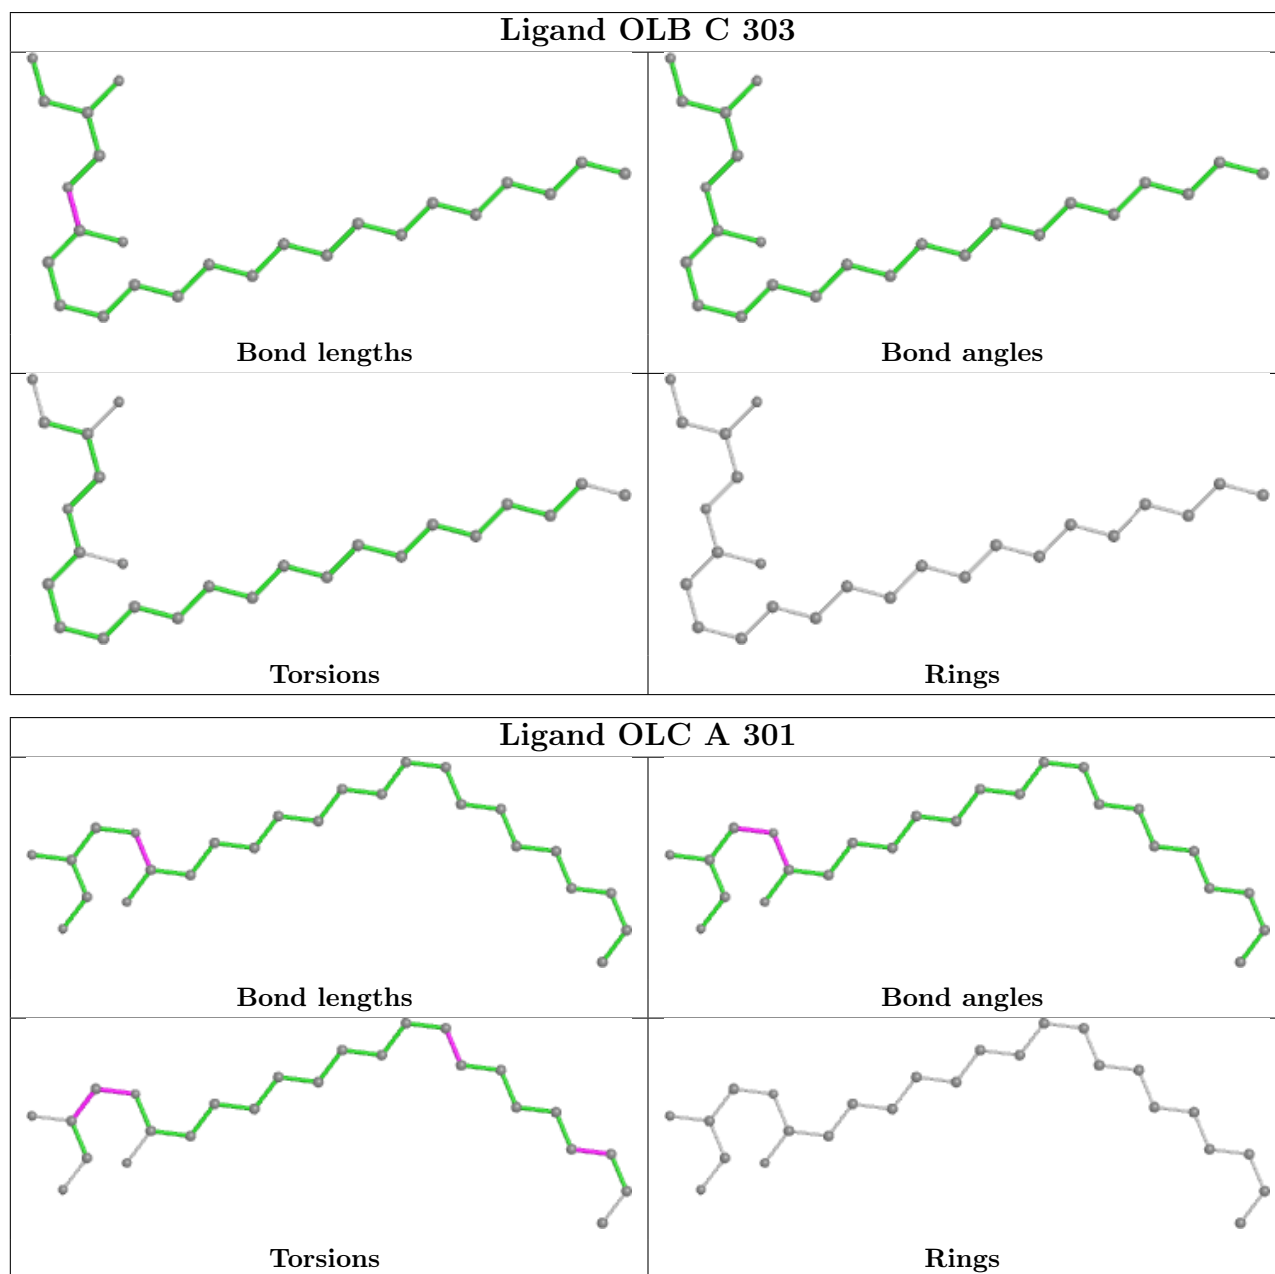 Ligand OLB C 303
Bond lengths
Bond angles
Torsions
Rings
Ligand OLC A 301
Bond lengths
Bond angles
Torsions
Rings